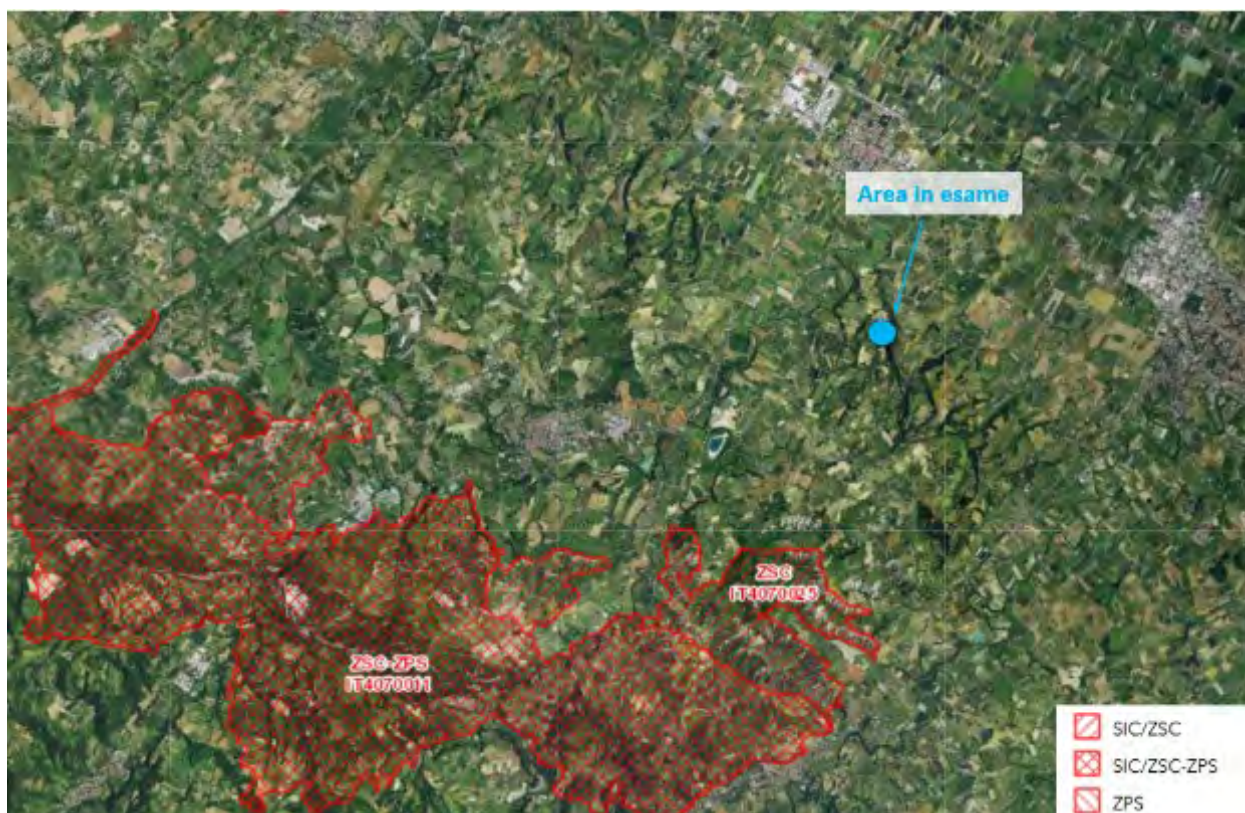 Area in esame
ZSC
IT4070025
ZSC-ZPS
IT4070011
SIC/ZSC
SIC/ZSC-ZPS
ZPS